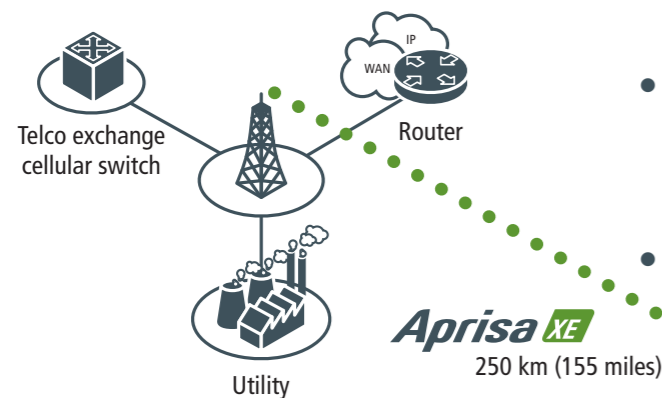 IP
WAN
Telco exchange
cellular switch
Router
Aprisa XE
250 km (155 miles)
Utility